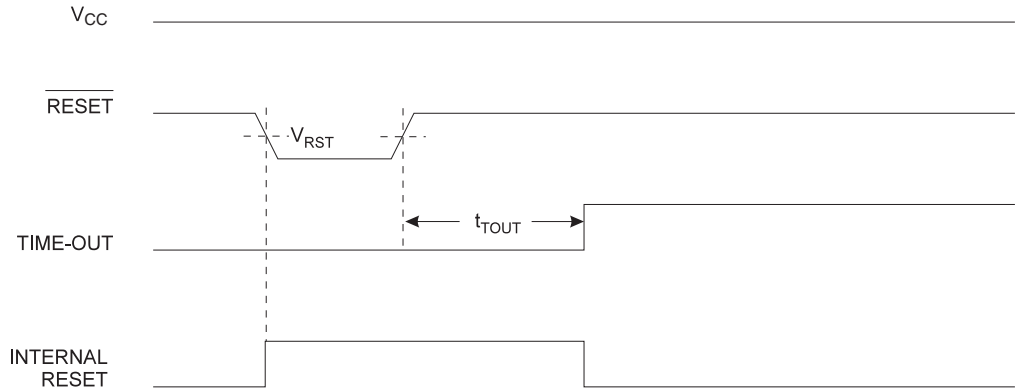 VCC
RESET
VRST
tTOUT
TIME-OUT
INTERNAL
RESET